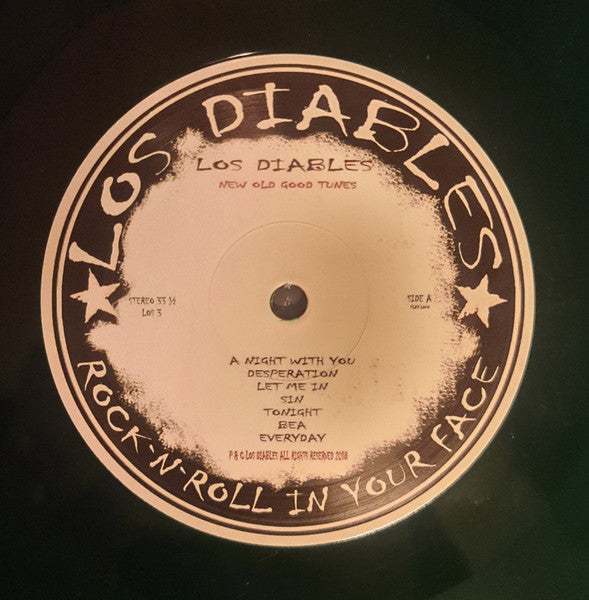 LOS DIABLES
LOS DIABLES
NEW OLD GOOD TUNES
STEREO 33 ⅓
LOS 3
SIDE A
A NIGHT WITH YOU
DESPERATION
LET ME IN
SIN
TONIGHT
BEA
EVERYDAY
P & © LOS DIABLES ALL RIGHTS RESERVED 2018
ROCK-N-ROLL IN YOUR FACE